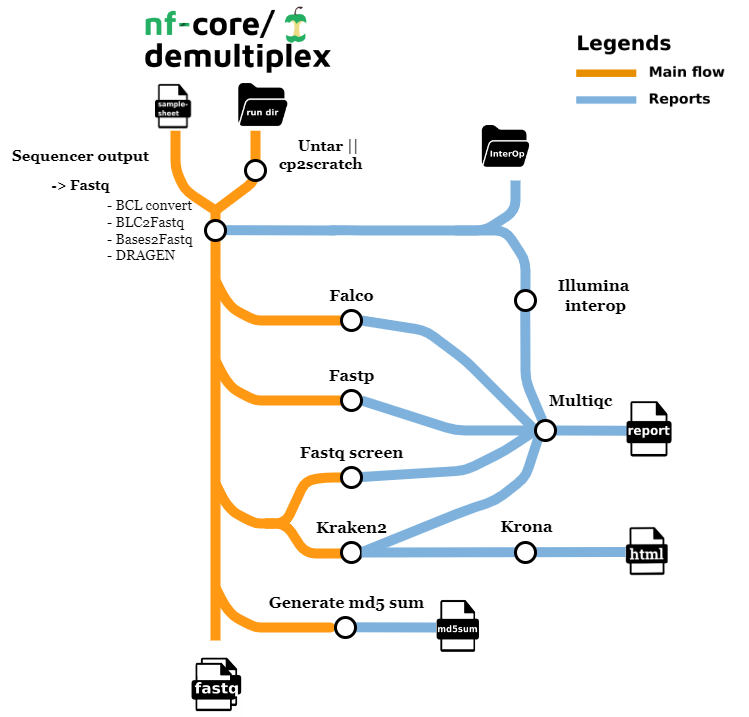 nf-core/
demultiplex
Legends
Main flow
Reports
sample-
sheet
run dir
Untar ||
cp2scratch
InterOp
Sequencer output
-> Fastq
- BCL convert
- BLC2Fastq
- Bases2Fastq
- DRAGEN
Illumina
interop
Falco
Fastp
Multiqc
report
Fastq screen
Kraken2
Krona
html
Generate md5 sum
md5sum
fastq